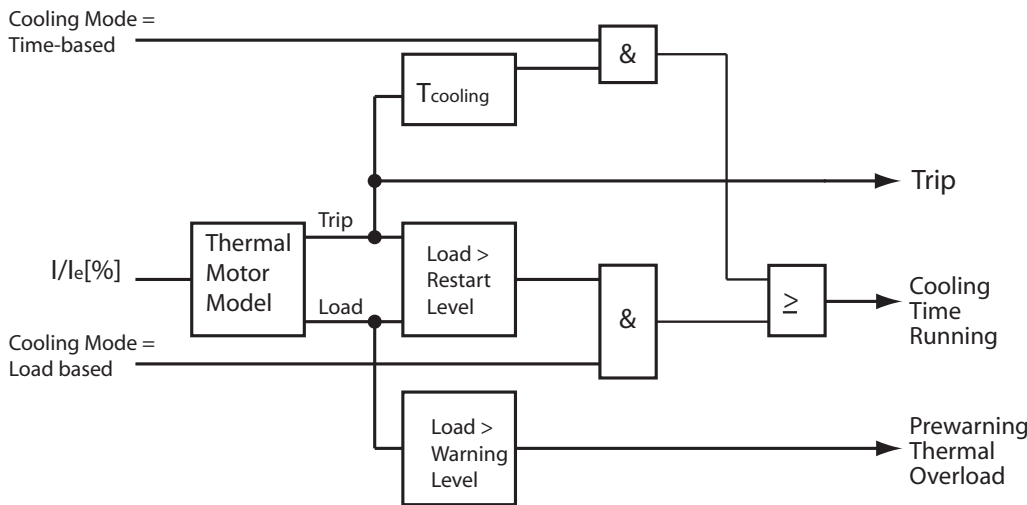 Cooling Mode =
Time-based
&
Tcooling
Trip
Trip
Thermal
Motor
Model
Load >
Restart
Level
I/Ie[%]
Load
&
≥
Cooling
Time
Running
Cooling Mode =
Load based
Load >
Warning
Level
Prewarning
Thermal
Overload